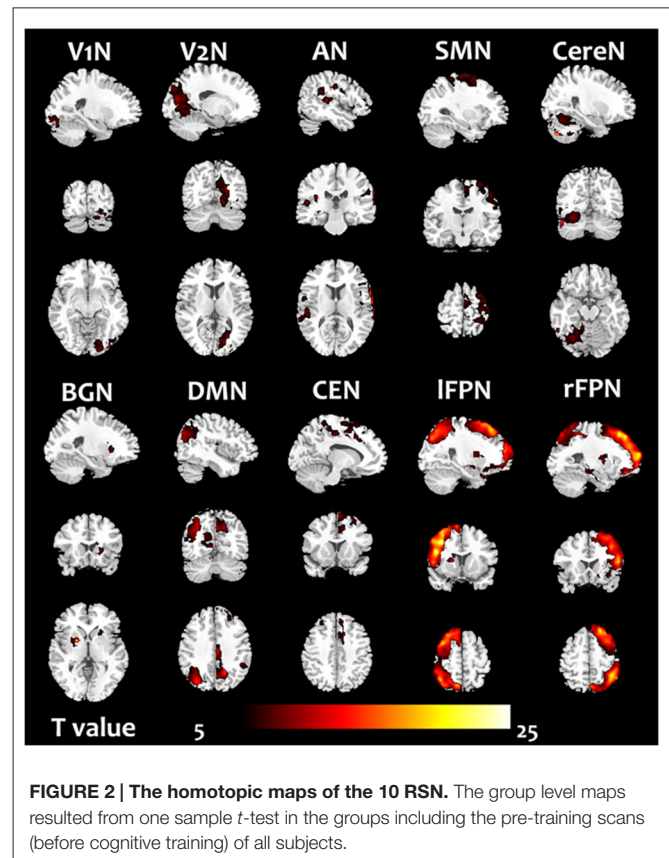 V1N V2N AN SMN CereN
BGN DMN CEN lFPN rFPN
T value 5 25
FIGURE 2 | The homotopic maps of the 10 RSN. The group level maps
resulted from one sample t-test in the groups including the pre-training scans
(before cognitive training) of all subjects.